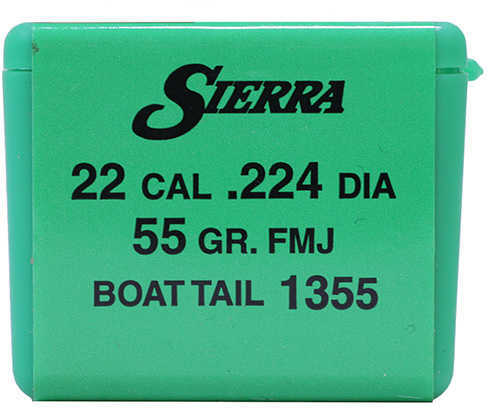 SIERRA
22 CAL .224 DIA
55 GR. FMJ
BOAT TAIL 1355